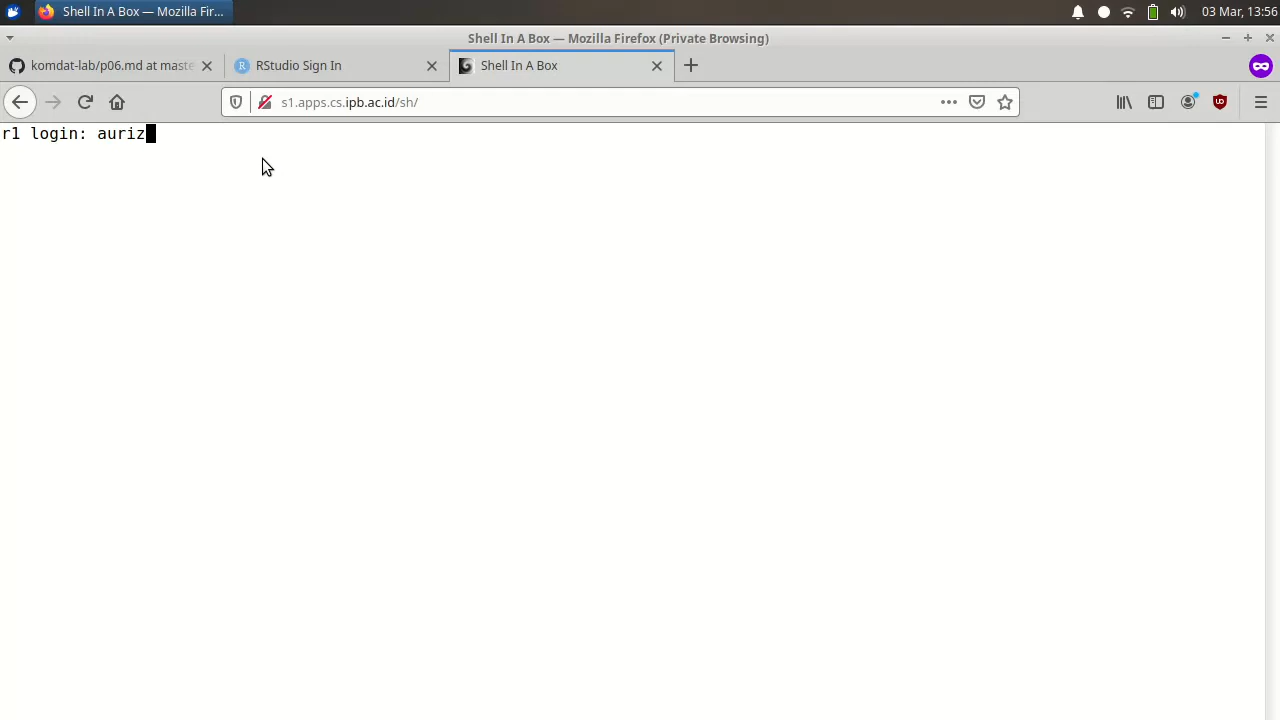 Shell In A Box — Mozilla Fir...
03 Mar, 13:56
Shell In A Box — Mozilla Firefox (Private Browsing)
komdat-lab/p06.md at maste
RStudio Sign In
Shell In A Box
s1.apps.cs.ipb.ac.id/sh/
r1 login: auriz